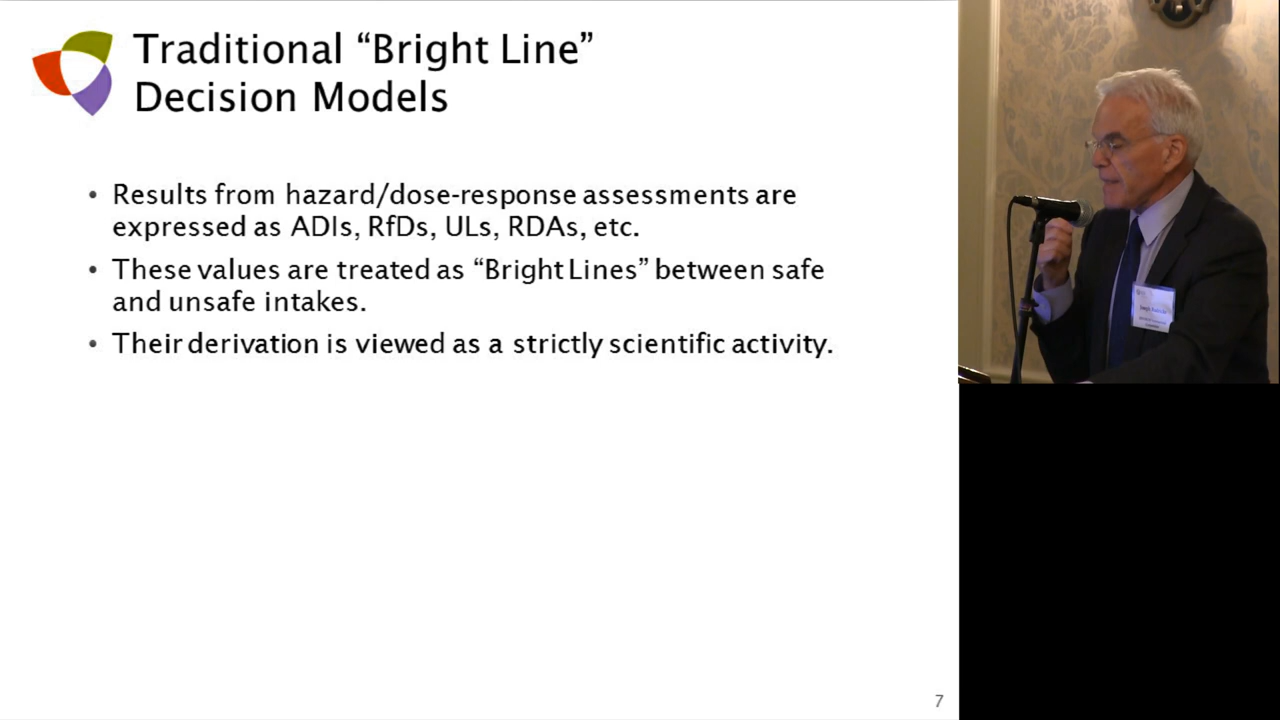 Traditional “Bright Line”
Decision Models
• Results from hazard/dose-response assessments are
expressed as ADIs, RfDs, ULs, RDAs, etc.
• These values are treated as “Bright Lines” between safe
and unsafe intakes.
• Their derivation is viewed as a strictly scientific activity.
7